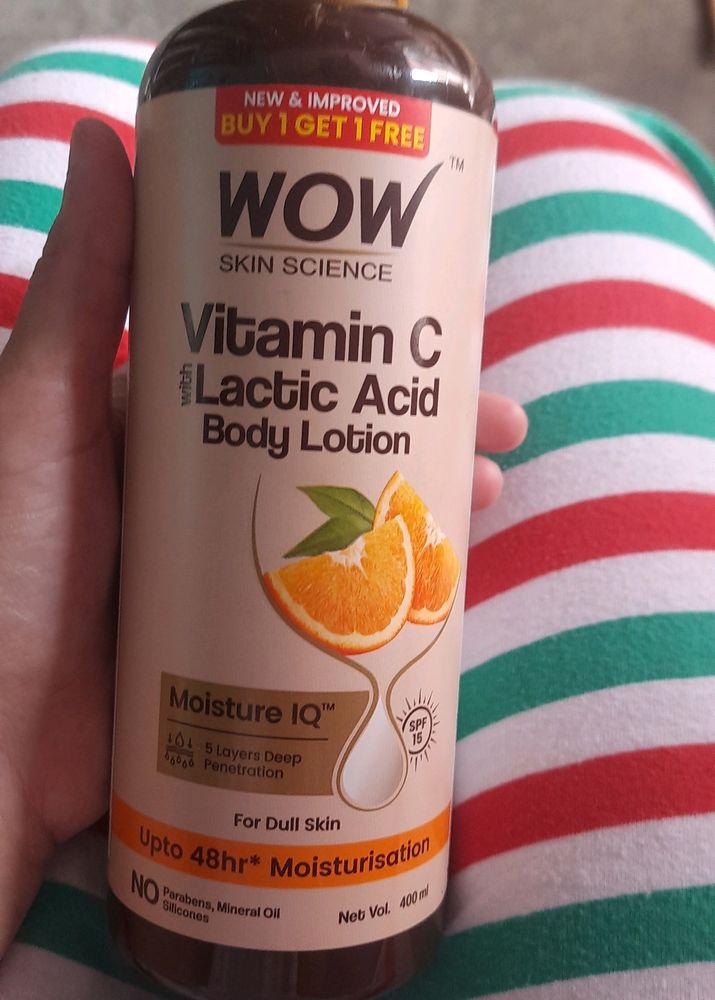 NEW & IMPROVED
BUY 1 GET 1 FREE
WOW™
SKIN SCIENCE
Vitamin C
with Lactic Acid
Body Lotion
Moisture IQ™
5 Layers Deep
Penetration
SPF
15
For Dull Skin
Upto 48hr* Moisturisation
NO Parabens, Mineral Oil
Silicones
Net Vol. 400 ml